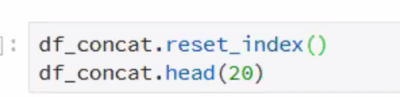 ]:
df_concat.reset_index()
df_concat.head(20)